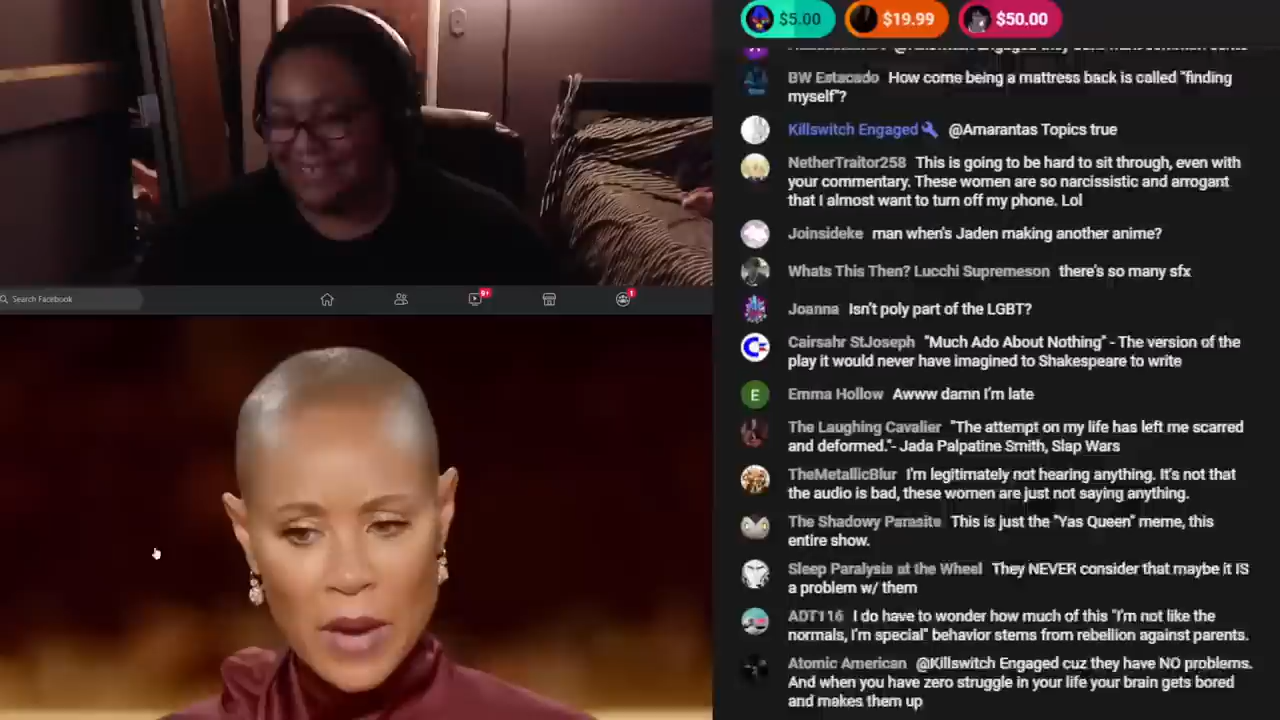 $5.00
$19.99
$50.00
BW Estacado How come being a mattress back is called "finding
myself"?
Killswitch Engaged @Amarantas Topics true
NetherTraitor258 This is going to be hard to sit through, even with
your commentary. These women are so narcissistic and arrogant
that I almost want to turn off my phone. Lol
Joinsideke man when's Jaden making another anime?
Whats This Then? Lucchi Supremeson there's so many sfx
Joanna Isn't poly part of the LGBT?
Cairsahr StJoseph "Much Ado About Nothing" - The version of the
play it would never have imagined to Shakespeare to write
E
Emma Hollow Awww damn I'm late
The Laughing Cavalier "The attempt on my life has left me scarred
and deformed."- Jada Palpatine Smith, Slap Wars
TheMetallicBlur I'm legitimately not hearing anything. It's not that
the audio is bad, these women are just not saying anything.
The Shadowy Parasite This is just the "Yas Queen" meme, this
entire show.
Sleep Paralysis at the Wheel They NEVER consider that maybe it IS
a problem w/ them
ADT116 I do have to wonder how much of this "I'm not like the
normals, I'm special" behavior stems from rebellion against parents.
Atomic American @Killswitch Engaged cuz they have NO problems.
And when you have zero struggle in your life your brain gets bored
and makes them up
Search Facebook
9+
1